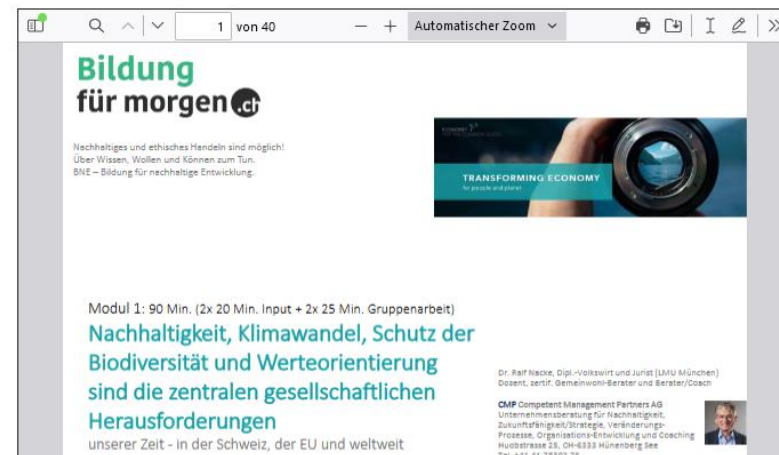 1 von 40
Automatischer Zoom
Bildung
für morgen.ch
Nachhaltiges und ethisches Handeln sind möglich!
Über Wissen, Wollen und Können zum Tun.
BNE – Bildung für nachhaltige Entwicklung.
TRANSFORMING ECONOMY
for people and planet
Modul 1: 90 Min. (2x 20 Min. Input + 2x 25 Min. Gruppenarbeit)
Nachhaltigkeit, Klimawandel, Schutz der
Biodiversität und Werteorientierung
sind die zentralen gesellschaftlichen
Herausforderungen
unserer Zeit - in der Schweiz, der EU und weltweit
Dr. Ralf Nacke, Dipl.-Volkswirt und Jurist (LMU München)
Dozent, zertif. Gemeinwohl-Berater und Berater/Coach
CMP Competent Management Partners AG
Unternehmensberatung für Nachhaltigkeit,
Zukunftsfähigkeit/Strategie, Veränderungs-
Prozesse, Organisations-Entwicklung und Coaching
Huobstrasse 25, CH-6333 Hünenberg See